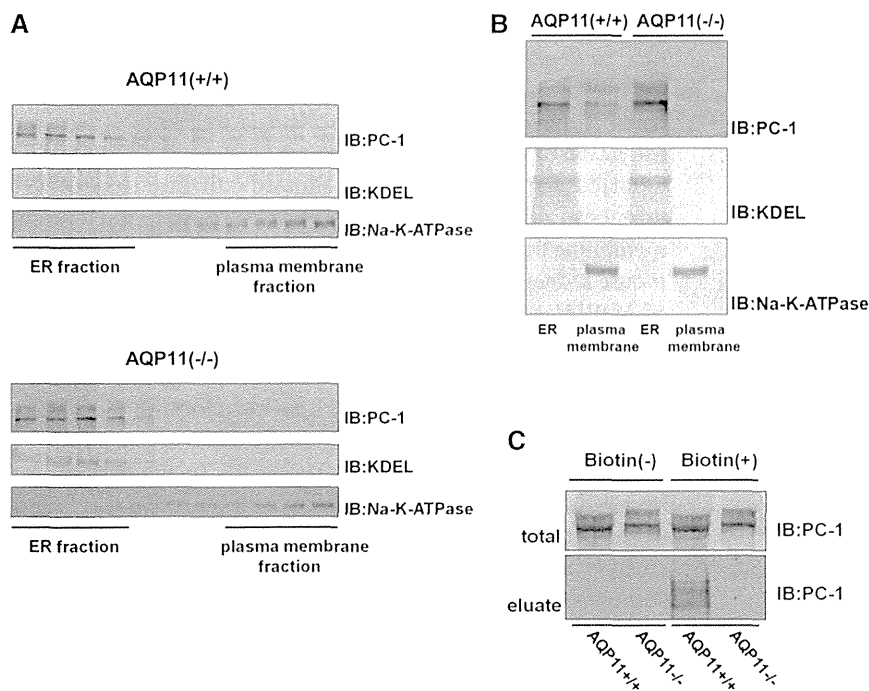 A
AQP11(+/+)
IB:PC-1
IB:KDEL
IB:Na-K-ATPase
ER fraction
plasma membrane
fraction
AQP11(-/-)
IB:PC-1
IB:KDEL
IB:Na-K-ATPase
ER fraction
plasma membrane
fraction
B
AQP11(+/+) AQP11(-/-)
IB:PC-1
IB:KDEL
IB:Na-K-ATPase
ER plasma ER plasma
membrane membrane
C
Biotin(-) Biotin(+)
total IB:PC-1
eluate IB:PC-1
AQP11+/+ AQP11-/- AQP11+/+ AQP11-/-